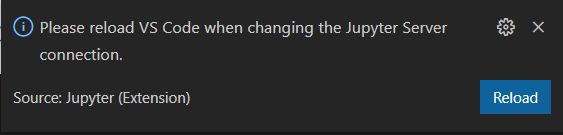 Please reload VS Code when changing the Jupyter Server
connection.
Source: Jupyter (Extension)
Reload